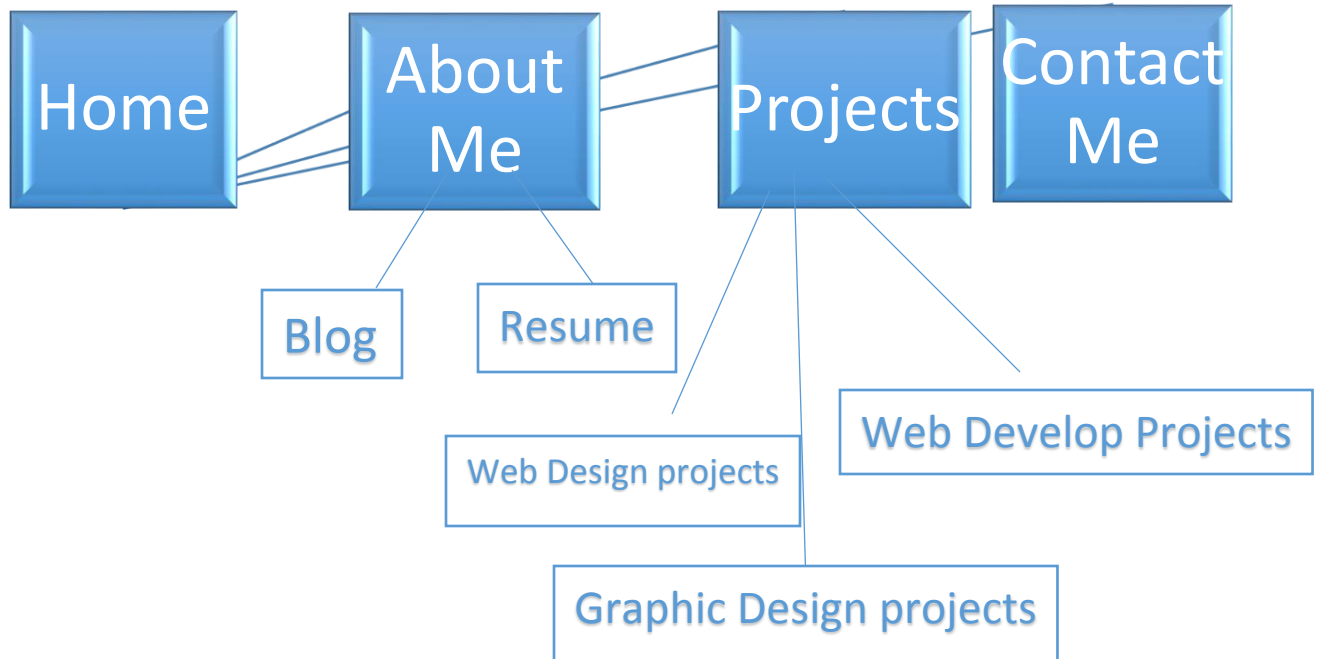 Home
About
Me
Projects
Contact
Me
Blog
Resume
Web Develop Projects
Web Design projects
Graphic Design projects